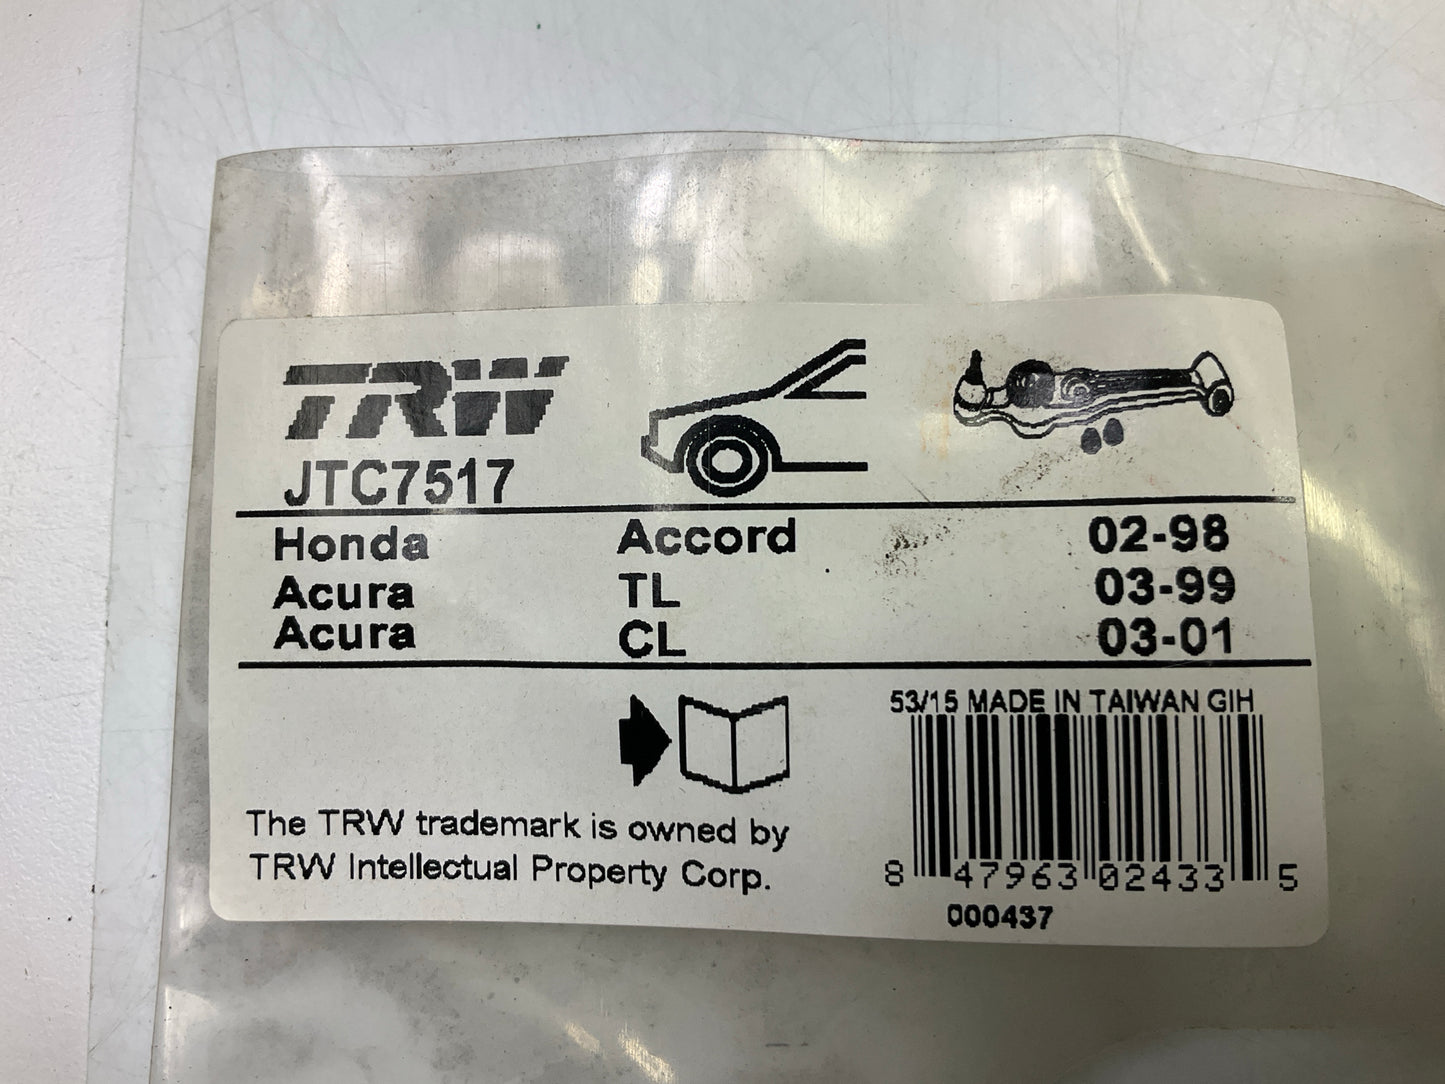 TRW
JTC7517
Honda Accord 02-98
Acura TL 03-99
Acura CL 03-01
53/15 MADE IN TAIWAN GIH
The TRW trademark is owned by
TRW Intellectual Property Corp.
8 47963 02433 5
000437